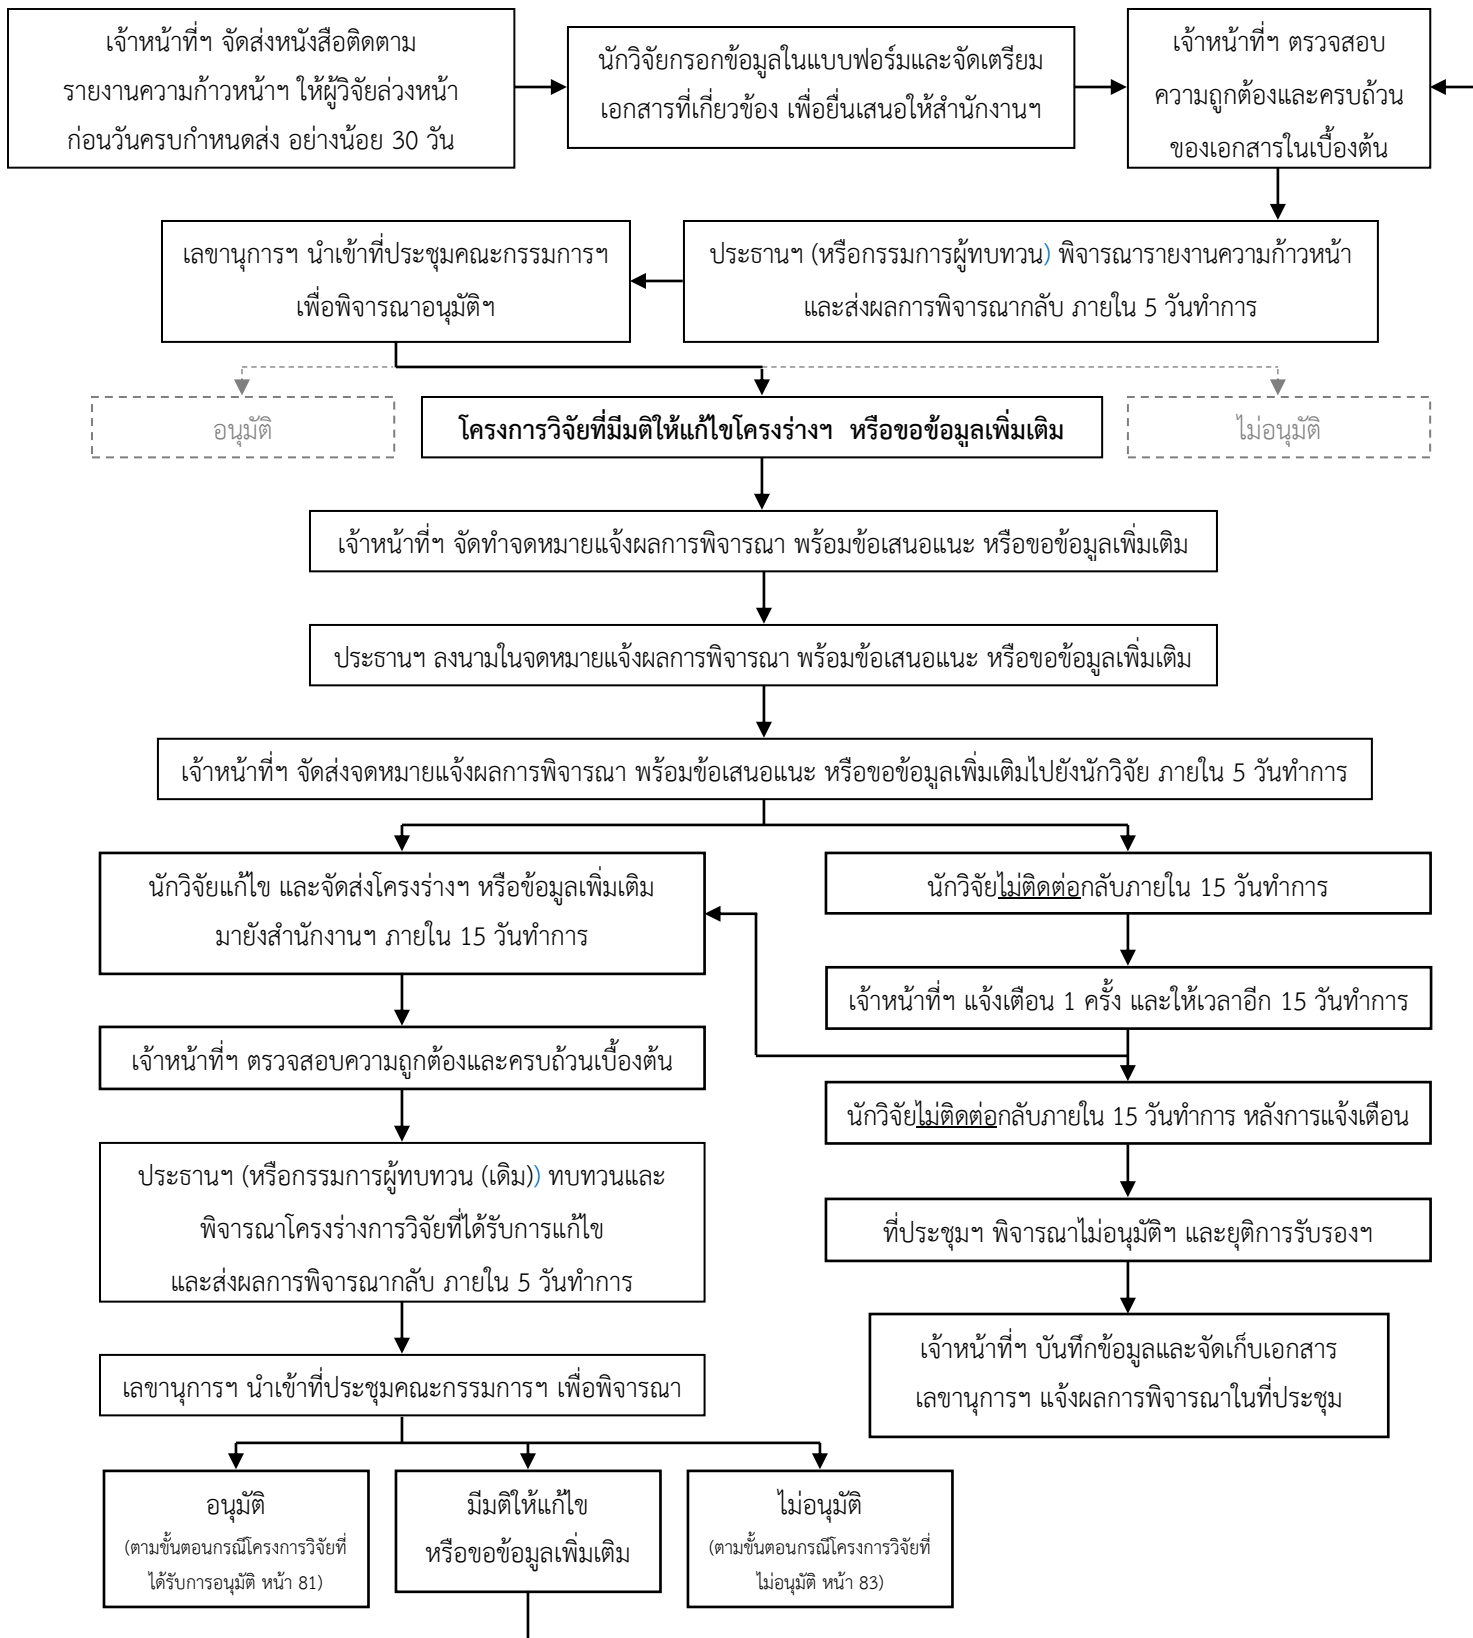 เจ้าหน้าที่ฯ จัดส่งหนังสือติดตาม
รายงานความก้าวหน้าฯ ให้ผู้วิจัยล่วงหน้า
ก่อนวันครบกำหนดส่ง อย่างน้อย 30 วัน
นักวิจัยกรอกข้อมูลในแบบฟอร์มและจัดเตรียม
เอกสารที่เกี่ยวข้อง เพื่อยื่นเสนอให้สำนักงานฯ
เจ้าหน้าที่ฯ ตรวจสอบ
ความถูกต้องและครบถ้วน
ของเอกสารในเบื้องต้น
เลขานุการฯ นำเข้าที่ประชุมคณะกรรมการฯ
เพื่อพิจารณาอนุมัติฯ
ประธานฯ (หรือกรรมการผู้ทบทวน) พิจารณารายงานความก้าวหน้า
และส่งผลการพิจารณากลับ ภายใน 5 วันทำการ
อนุมัติ
โครงการวิจัยที่มีมติให้แก้ไขโครงร่างฯ หรือขอข้อมูลเพิ่มเติม
ไม่อนุมัติ
เจ้าหน้าที่ฯ จัดทำจดหมายแจ้งผลการพิจารณา พร้อมข้อเสนอแนะ หรือขอข้อมูลเพิ่มเติม
ประธานฯ ลงนามในจดหมายแจ้งผลการพิจารณา พร้อมข้อเสนอแนะ หรือขอข้อมูลเพิ่มเติม
เจ้าหน้าที่ฯ จัดส่งจดหมายแจ้งผลการพิจารณา พร้อมข้อเสนอแนะ หรือขอข้อมูลเพิ่มเติมไปยังนักวิจัย ภายใน 5 วันทำการ
นักวิจัยแก้ไข และจัดส่งโครงร่างฯ หรือข้อมูลเพิ่มเติม
มายังสำนักงานฯ ภายใน 15 วันทำการ
นักวิจัยไม่ติดต่อกลับภายใน 15 วันทำการ
เจ้าหน้าที่ฯ แจ้งเตือน 1 ครั้ง และให้เวลาอีก 15 วันทำการ
เจ้าหน้าที่ฯ ตรวจสอบความถูกต้องและครบถ้วนเบื้องต้น
นักวิจัยไม่ติดต่อกลับภายใน 15 วันทำการ หลังการแจ้งเตือน
ประธานฯ (หรือกรรมการผู้ทบทวน (เดิม)) ทบทวนและ
พิจารณาโครงร่างการวิจัยที่ได้รับการแก้ไข
และส่งผลการพิจารณากลับ ภายใน 5 วันทำการ
ที่ประชุมฯ พิจารณาไม่อนุมัติฯ และยุติการรับรองฯ
เจ้าหน้าที่ฯ บันทึกข้อมูลและจัดเก็บเอกสาร
เลขานุการฯ แจ้งผลการพิจารณาในที่ประชุม
เลขานุการฯ นำเข้าที่ประชุมคณะกรรมการฯ เพื่อพิจารณา
อนุมัติ
(ตามขั้นตอนกรณีโครงการวิจัยที่
ได้รับการอนุมัติ หน้า 81)
มีมติให้แก้ไข
หรือขอข้อมูลเพิ่มเติม
ไม่อนุมัติ
(ตามขั้นตอนกรณีโครงการวิจัยที่
ไม่อนุมัติ หน้า 83)